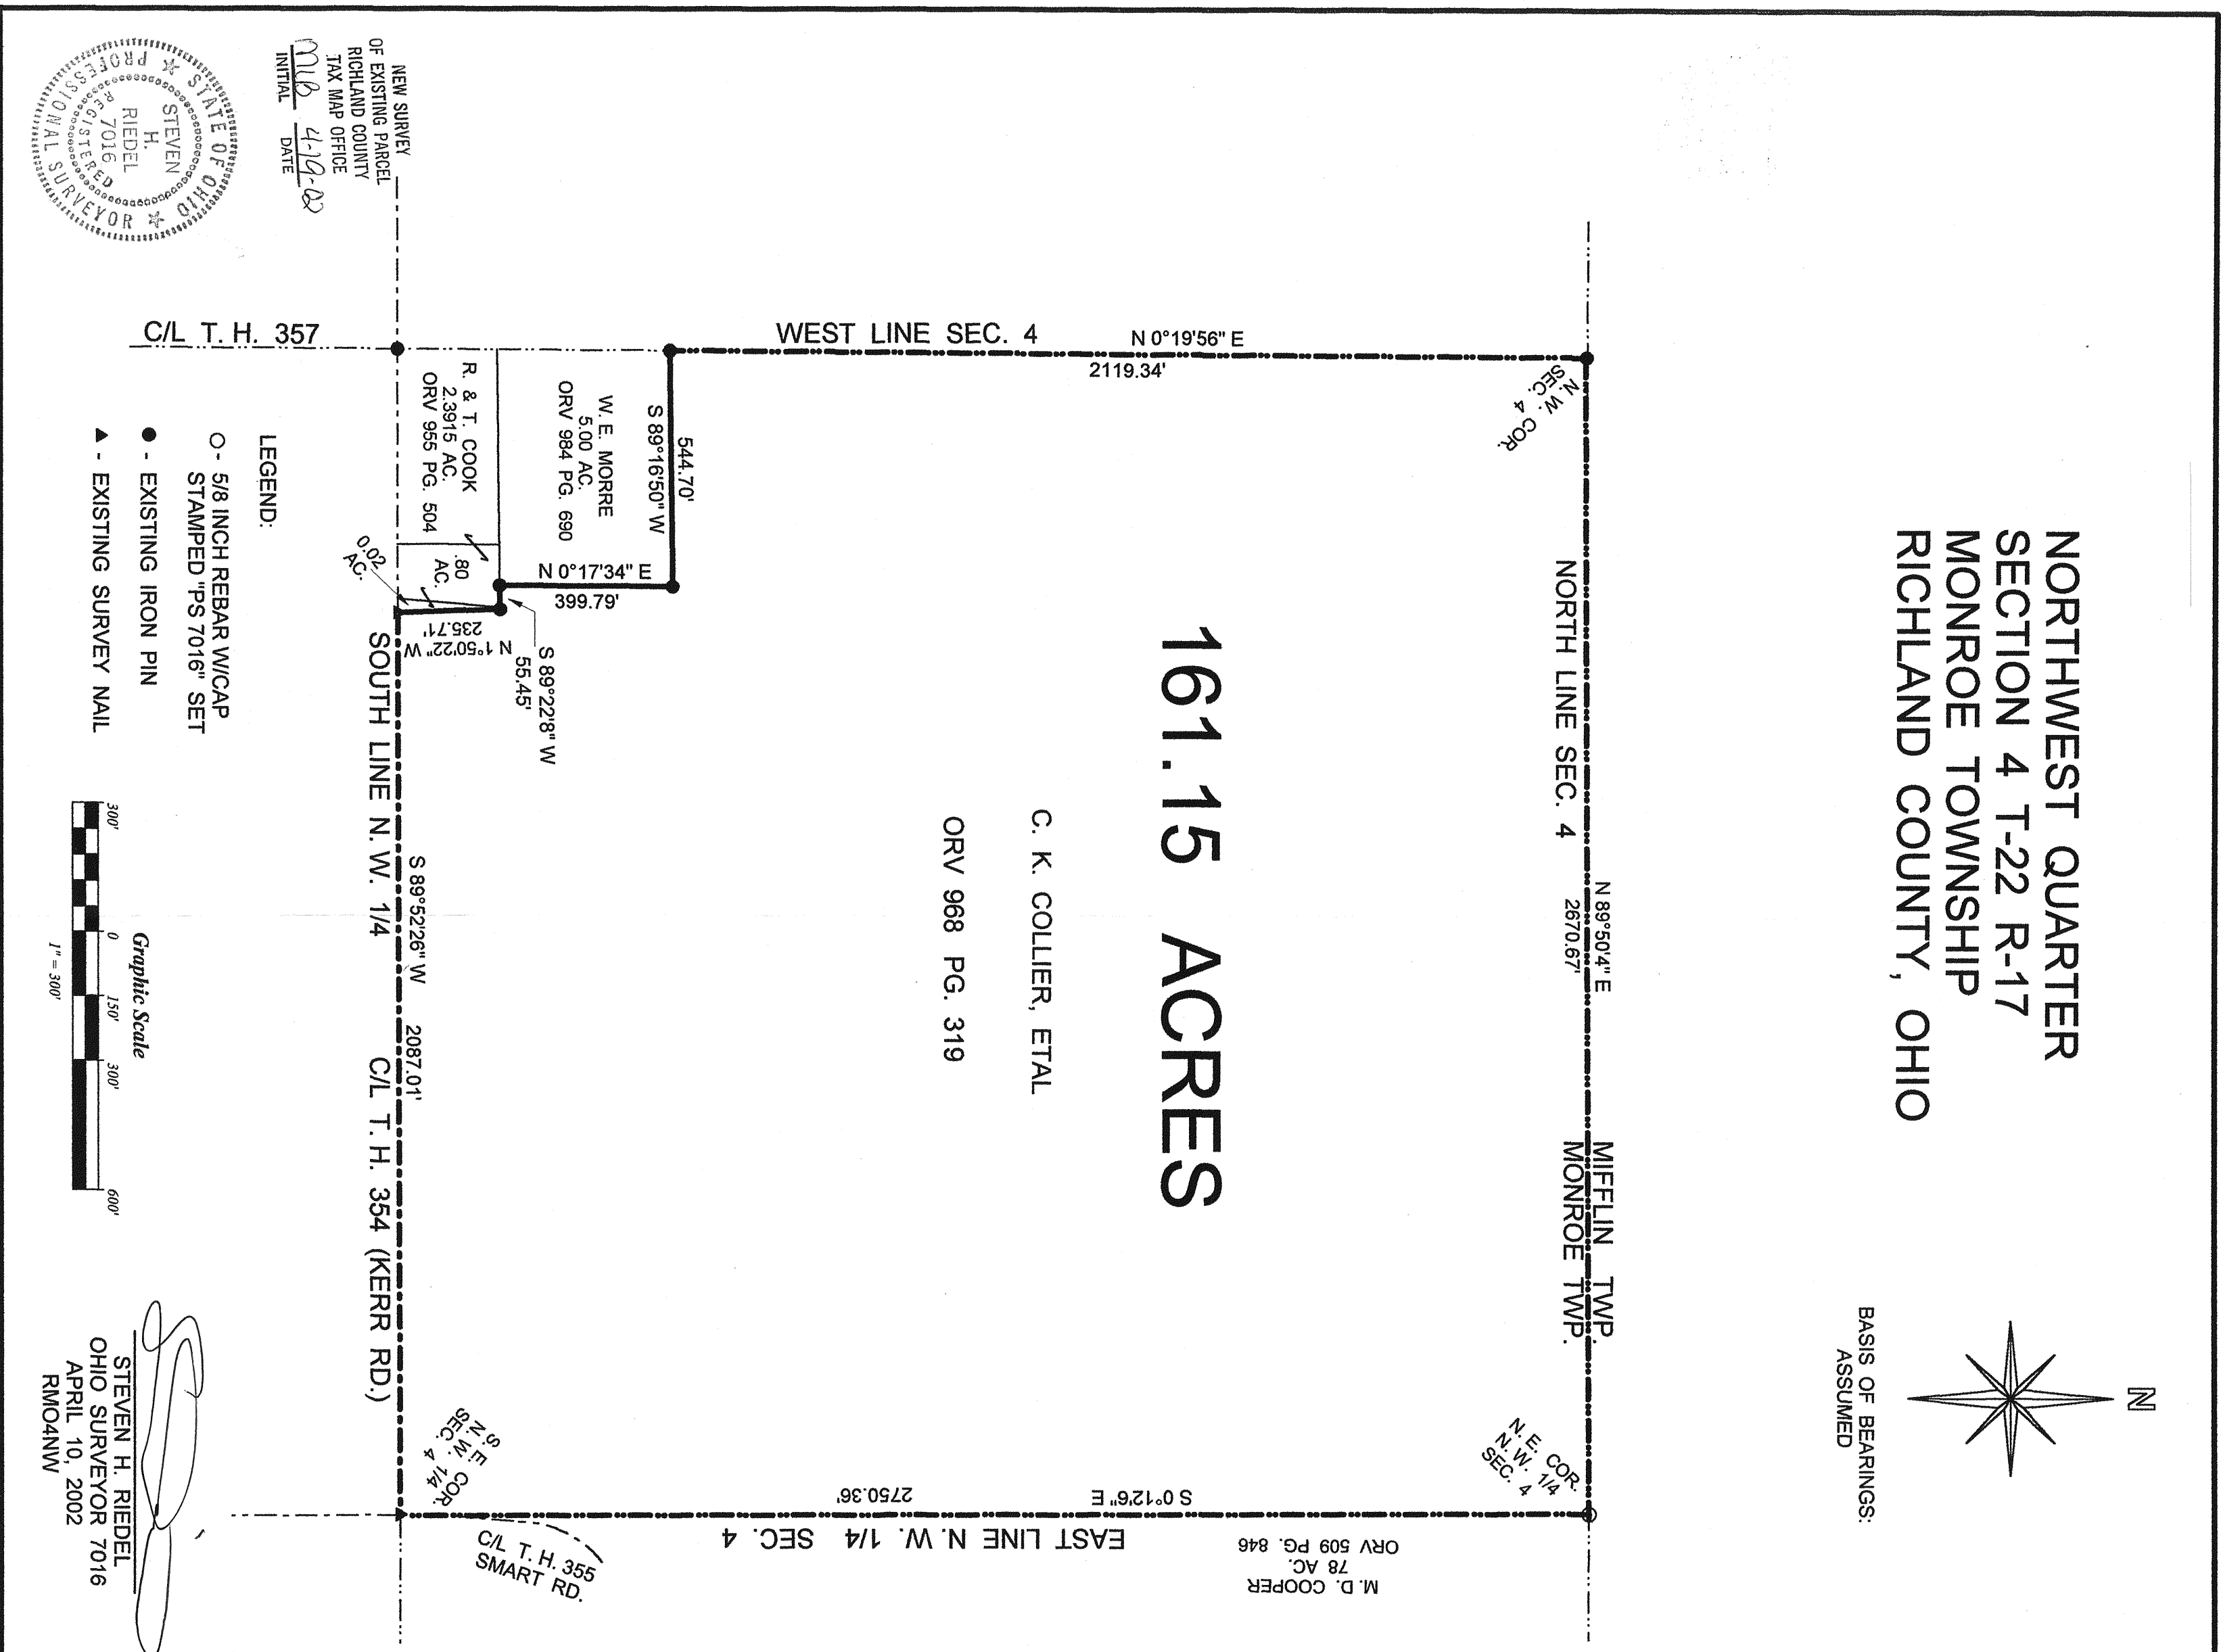 NORTHWEST QUARTER
SECTION 4 T-22 R-17
MONROE TOWNSHIP
RICHLAND COUNTY, OHIO
N
BASIS OF BEARINGS:
ASSUMED
N 89°50'4" E
2670.67'
NORTH LINE SEC. 4
MIFFLIN TWP.
MONROE TWP.
N. W. COR.
SEC. 4
N. E. COR.
N. W. 1/4
SEC. 4
WEST LINE SEC. 4
N 0°19'56" E
2119.34'
161.15 ACRES
C. K. COLLIER, ETAL
ORV 968 PG. 319
M. D. COOPER
78 AC.
ORV 509 PG. 846
S 0°12'6" E
2750.36'
EAST LINE N. W. 1/4 SEC. 4
544.70'
S 89°16'50" W
W. E. MORRE
5.00 AC.
ORV 984 PG. 690
N 0°17'34" E
399.79'
S 89°22'8" W
55.45'
R. & T. COOK
2.3915 AC.
ORV 955 PG. 504
.80
AC.
0.02
AC.
N 1°50'22" W
235.71'
C/L T. H. 357
S 89°52'26" W 2087.01'
SOUTH LINE N. W. 1/4 C/L T. H. 354 (KERR RD.)
S. E. COR.
N. W. 1/4
SEC. 4
C/L T. H. 355
SMART RD.
NEW SURVEY
OF EXISTING PARCEL
RICHLAND COUNTY
TAX MAP OFFICE
MLB 4-19-02
INITIAL DATE
STATE OF OHIO
STEVEN
H.
RIEDEL
7016
REGISTERED
PROFESSIONAL SURVEYOR
LEGEND:
O - 5/8 INCH REBAR W/CAP
STAMPED "PS 7016" SET
● - EXISTING IRON PIN
▲ - EXISTING SURVEY NAIL
Graphic Scale
300' 0 150' 300' 600'
1" = 300'
STEVEN H. RIEDEL
OHIO SURVEYOR 7016
APRIL 10, 2002
RMO4NW